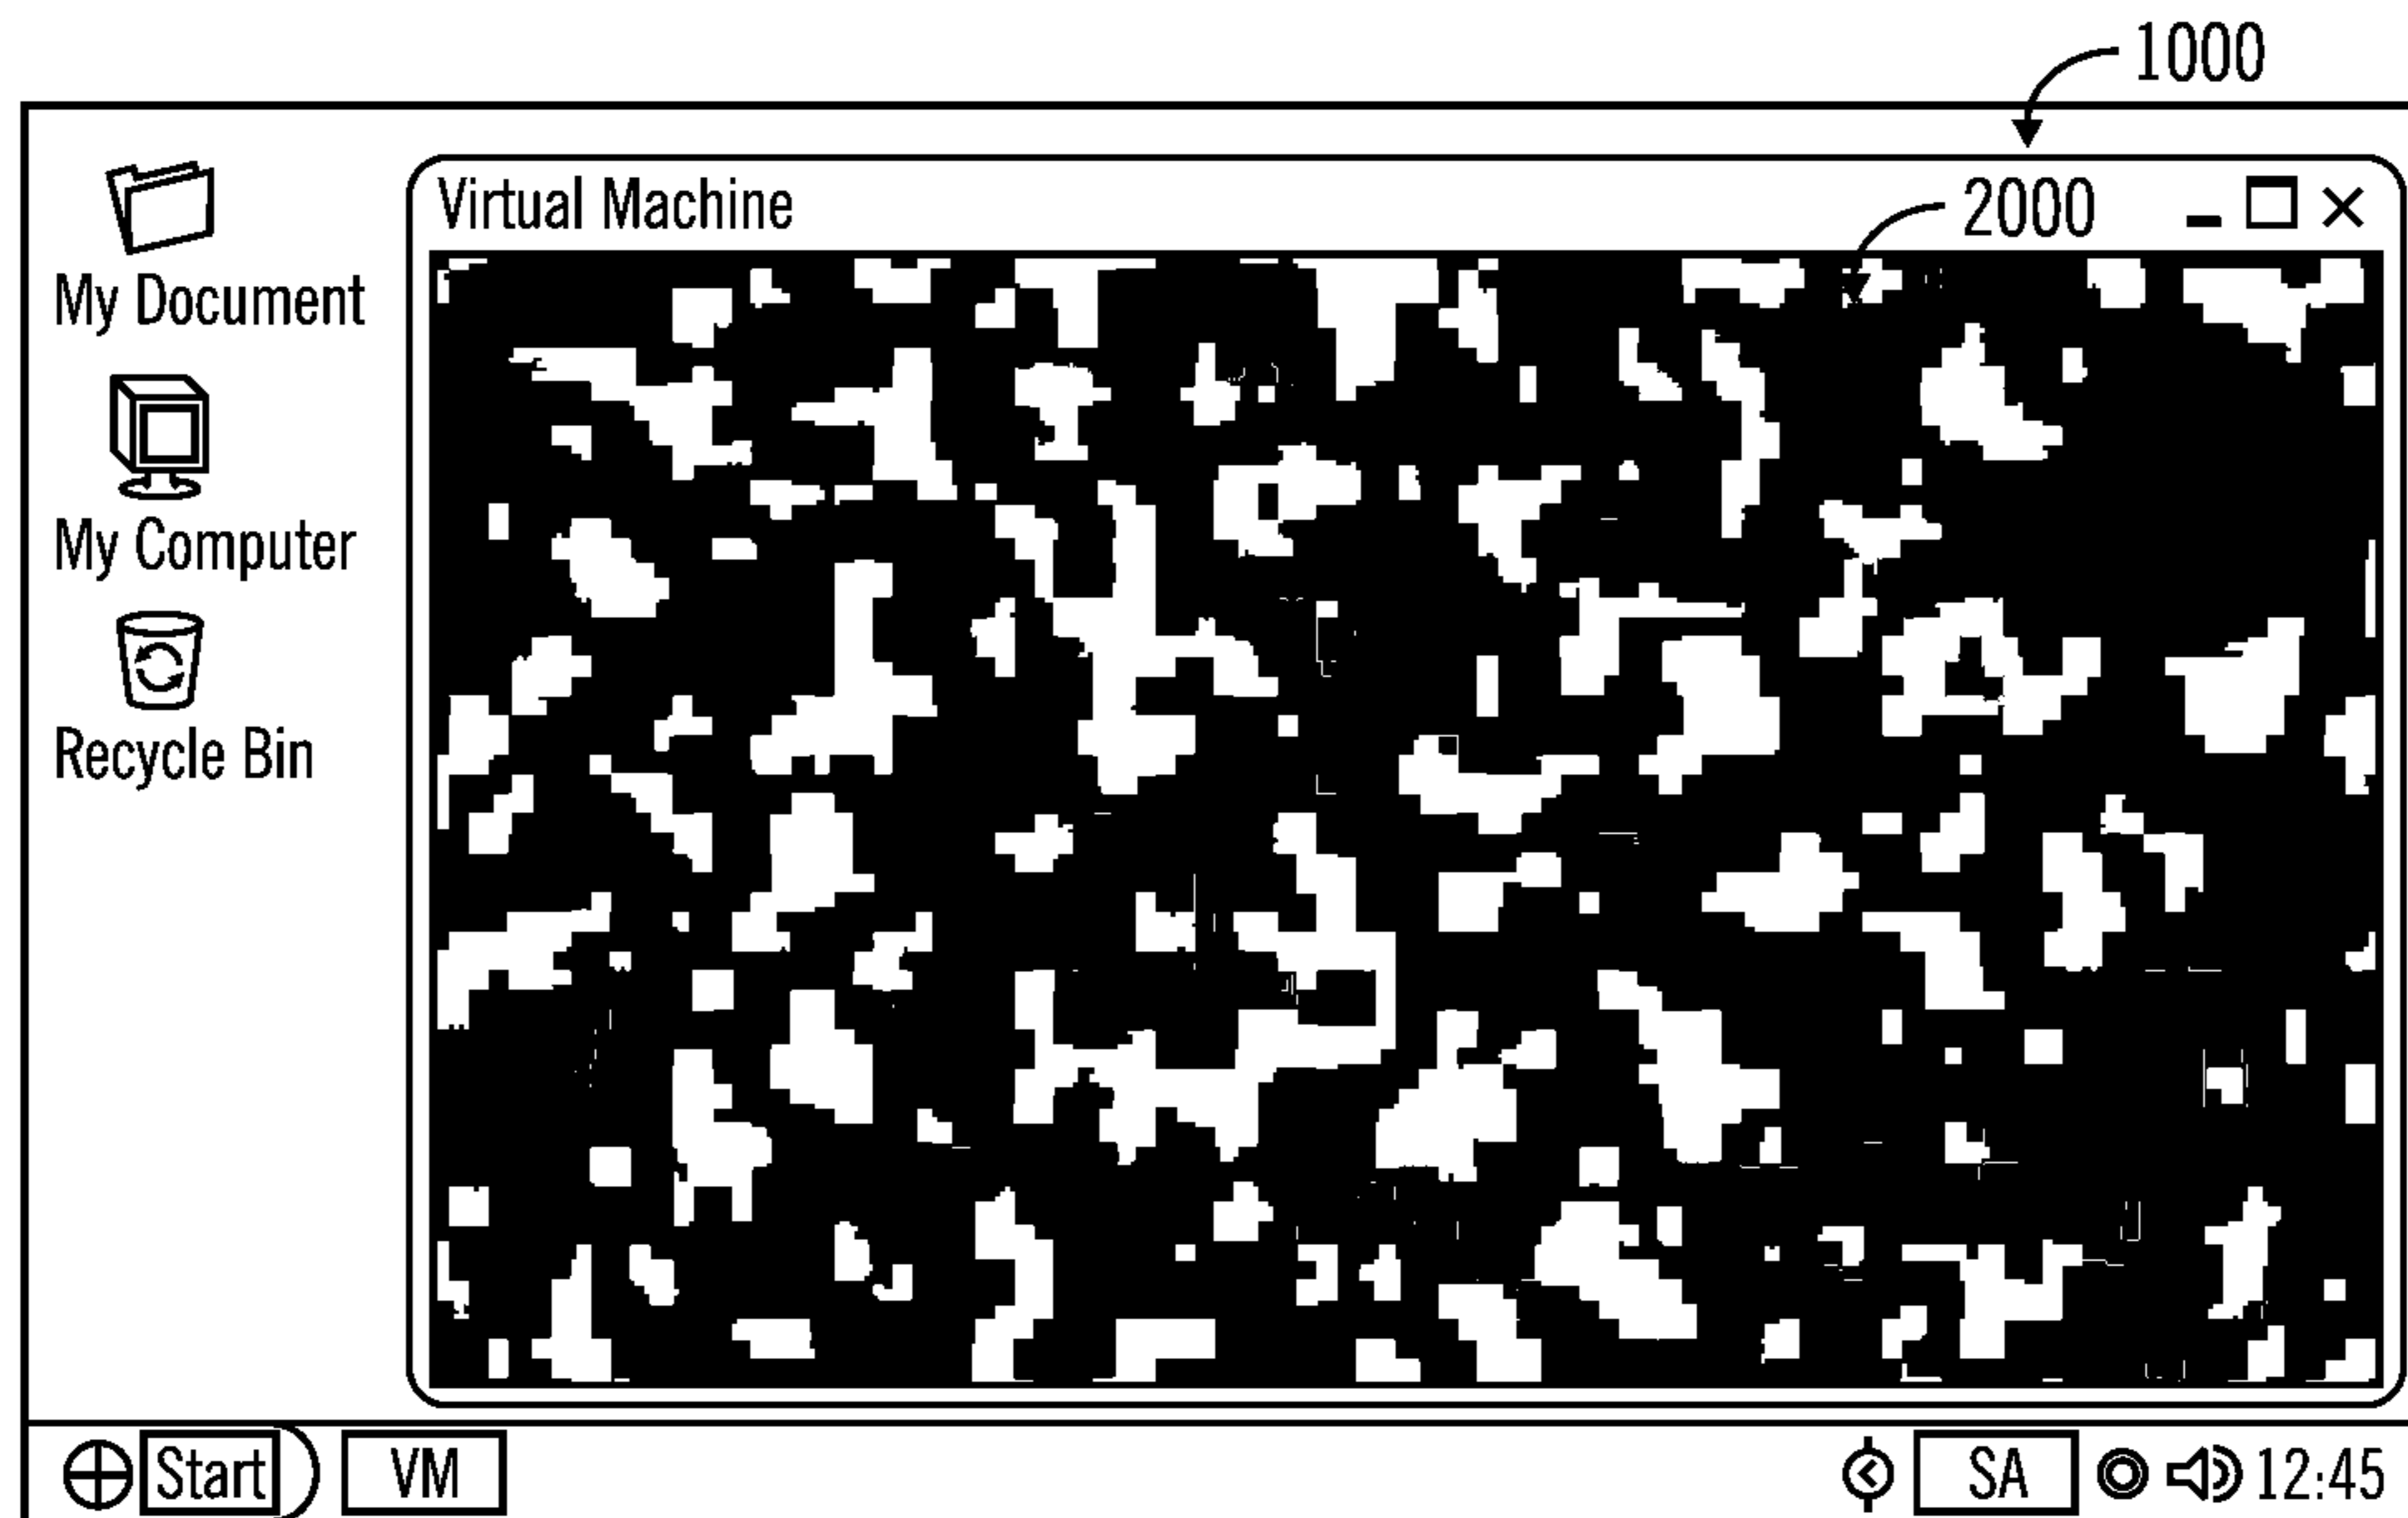 1000
Virtual Machine
2000
My Document
My Computer
Recycle Bin
Start
VM
SA
12:45